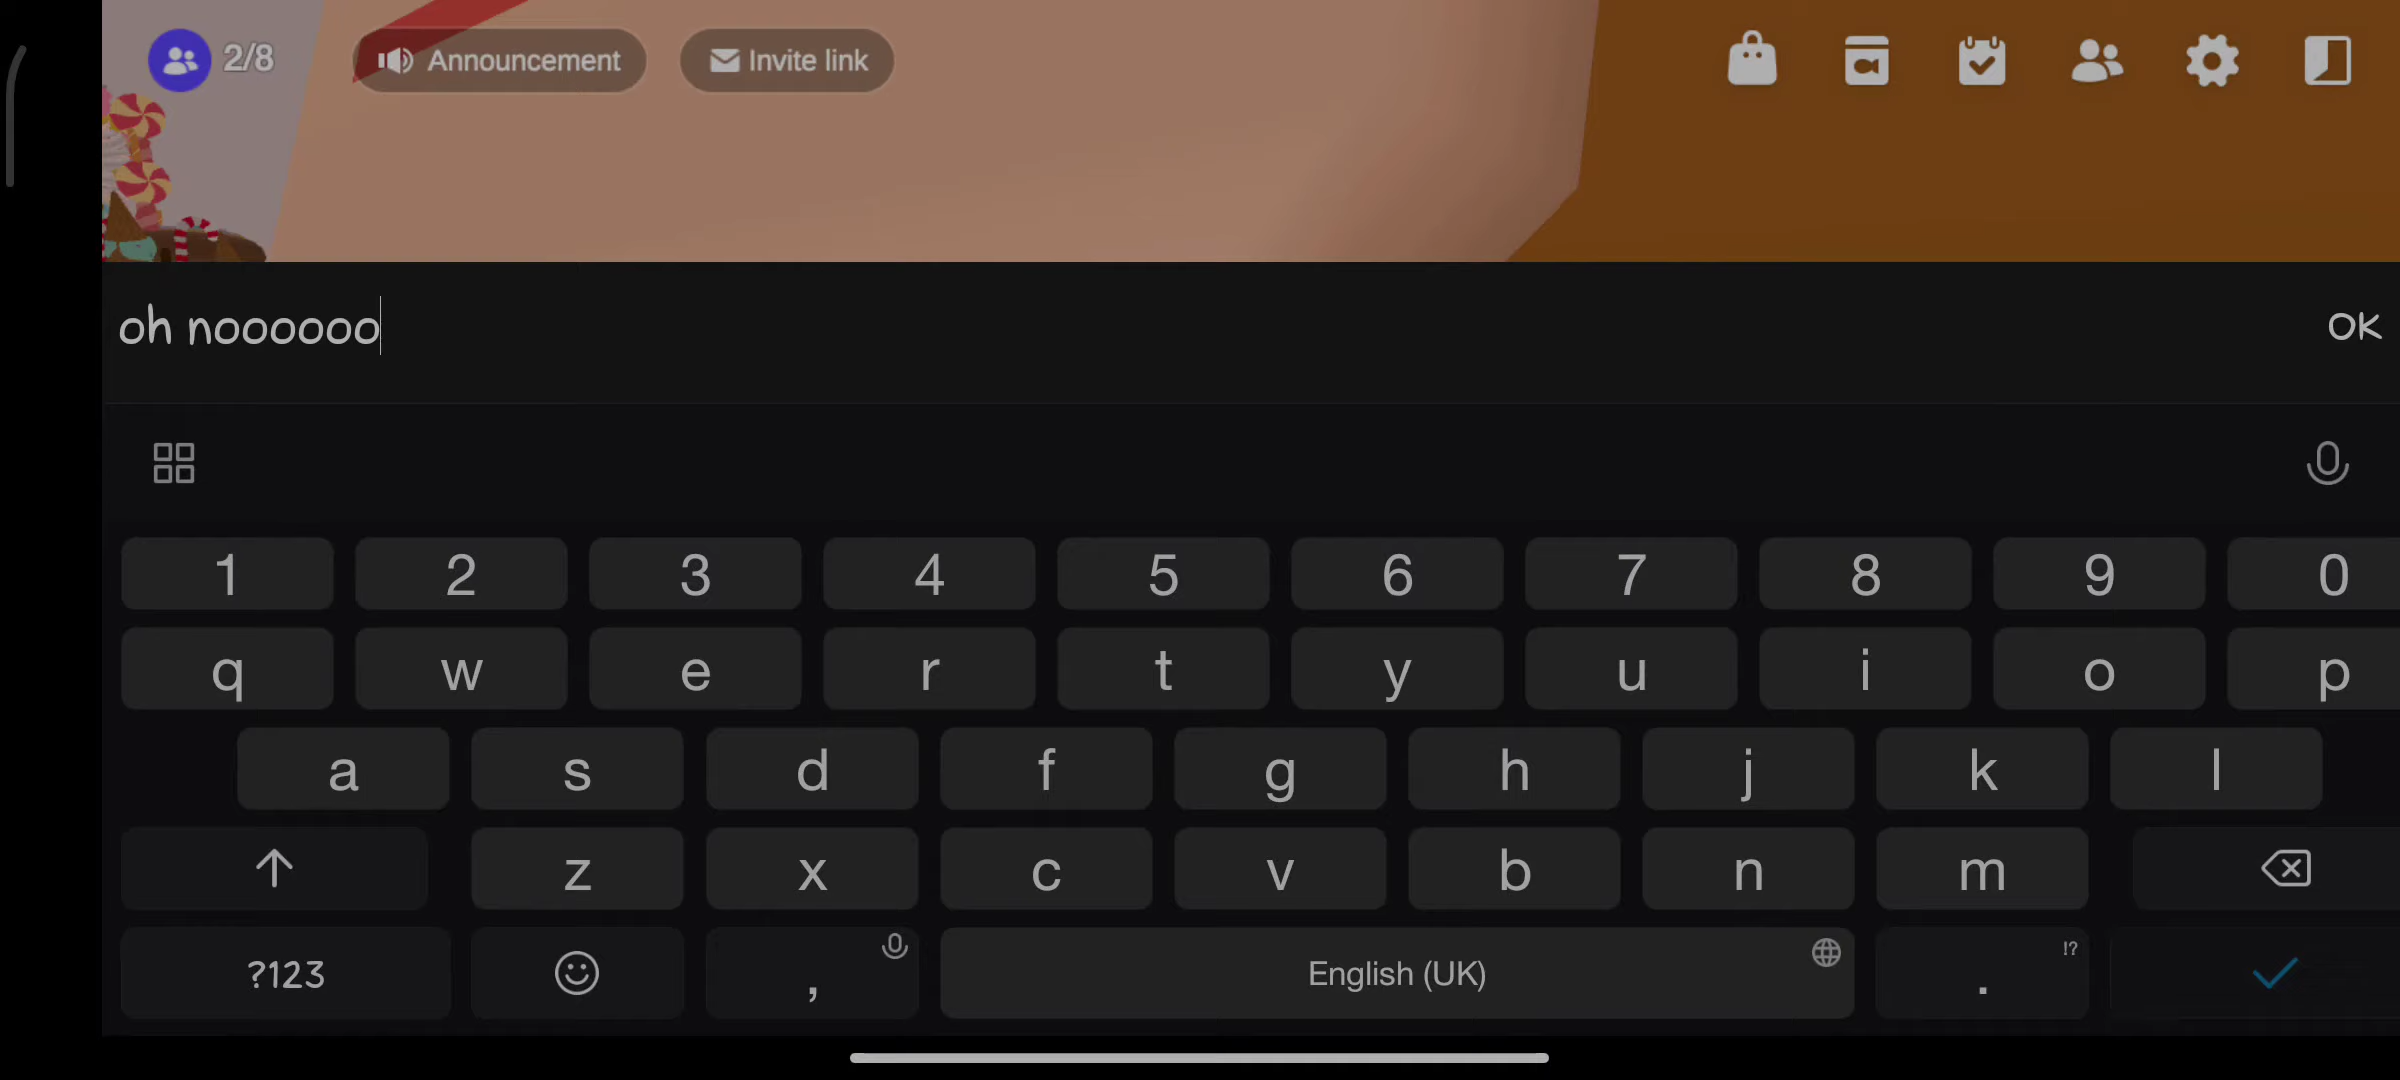 2/8
Announcement
Invite link
oh noooooo
OK
1 2 3 4 5 6 7 8 9 0
q w e r t y u i o p
a s d f g h j k l
z x c v b n m
?123 , English (UK) . !?